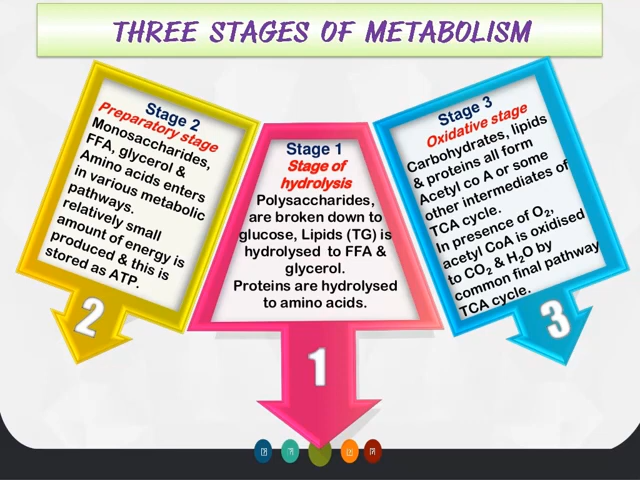 THREE STAGES OF METABOLISM
Stage 2
Preparatory stage
Monosaccharides,
FFA, glycerol &
Amino acids enters
in various metabolic
pathways.
relatively small
amount of energy is
produced & this is
stored as ATP.
2
Stage 1
Stage of
hydrolysis
Polysaccharides,
are broken down to
glucose, Lipids (TG) is
hydrolysed to FFA &
glycerol.
Proteins are hydrolysed
to amino acids.
1
Stage 3
Oxidative stage
Carbohydrates, lipids
& proteins all form
Acetyl co A or some
other intermediates of
TCA cycle.
In presence of O₂,
acetyl CoA is oxidised
to CO₂ & H₂O by
common final pathway
TCA cycle.
3